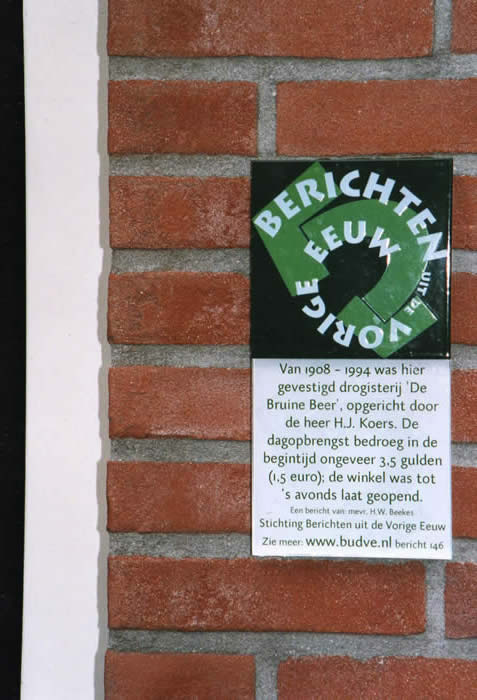 BERICHTEN
UIT DE
VORIGE EEUW
Van 1908 - 1994 was hier
gevestigd drogisterij 'De
Bruine Beer', opgericht door
de heer H.J. Koers. De
dagopbrengst bedroeg in de
begintijd ongeveer 3,5 gulden
(1,5 euro); de winkel was tot
's avonds laat geopend.
Een bericht van: mevr. H.W. Beekes
Stichting Berichten uit de Vorige Eeuw
Zie meer: www.budve.nl bericht 146